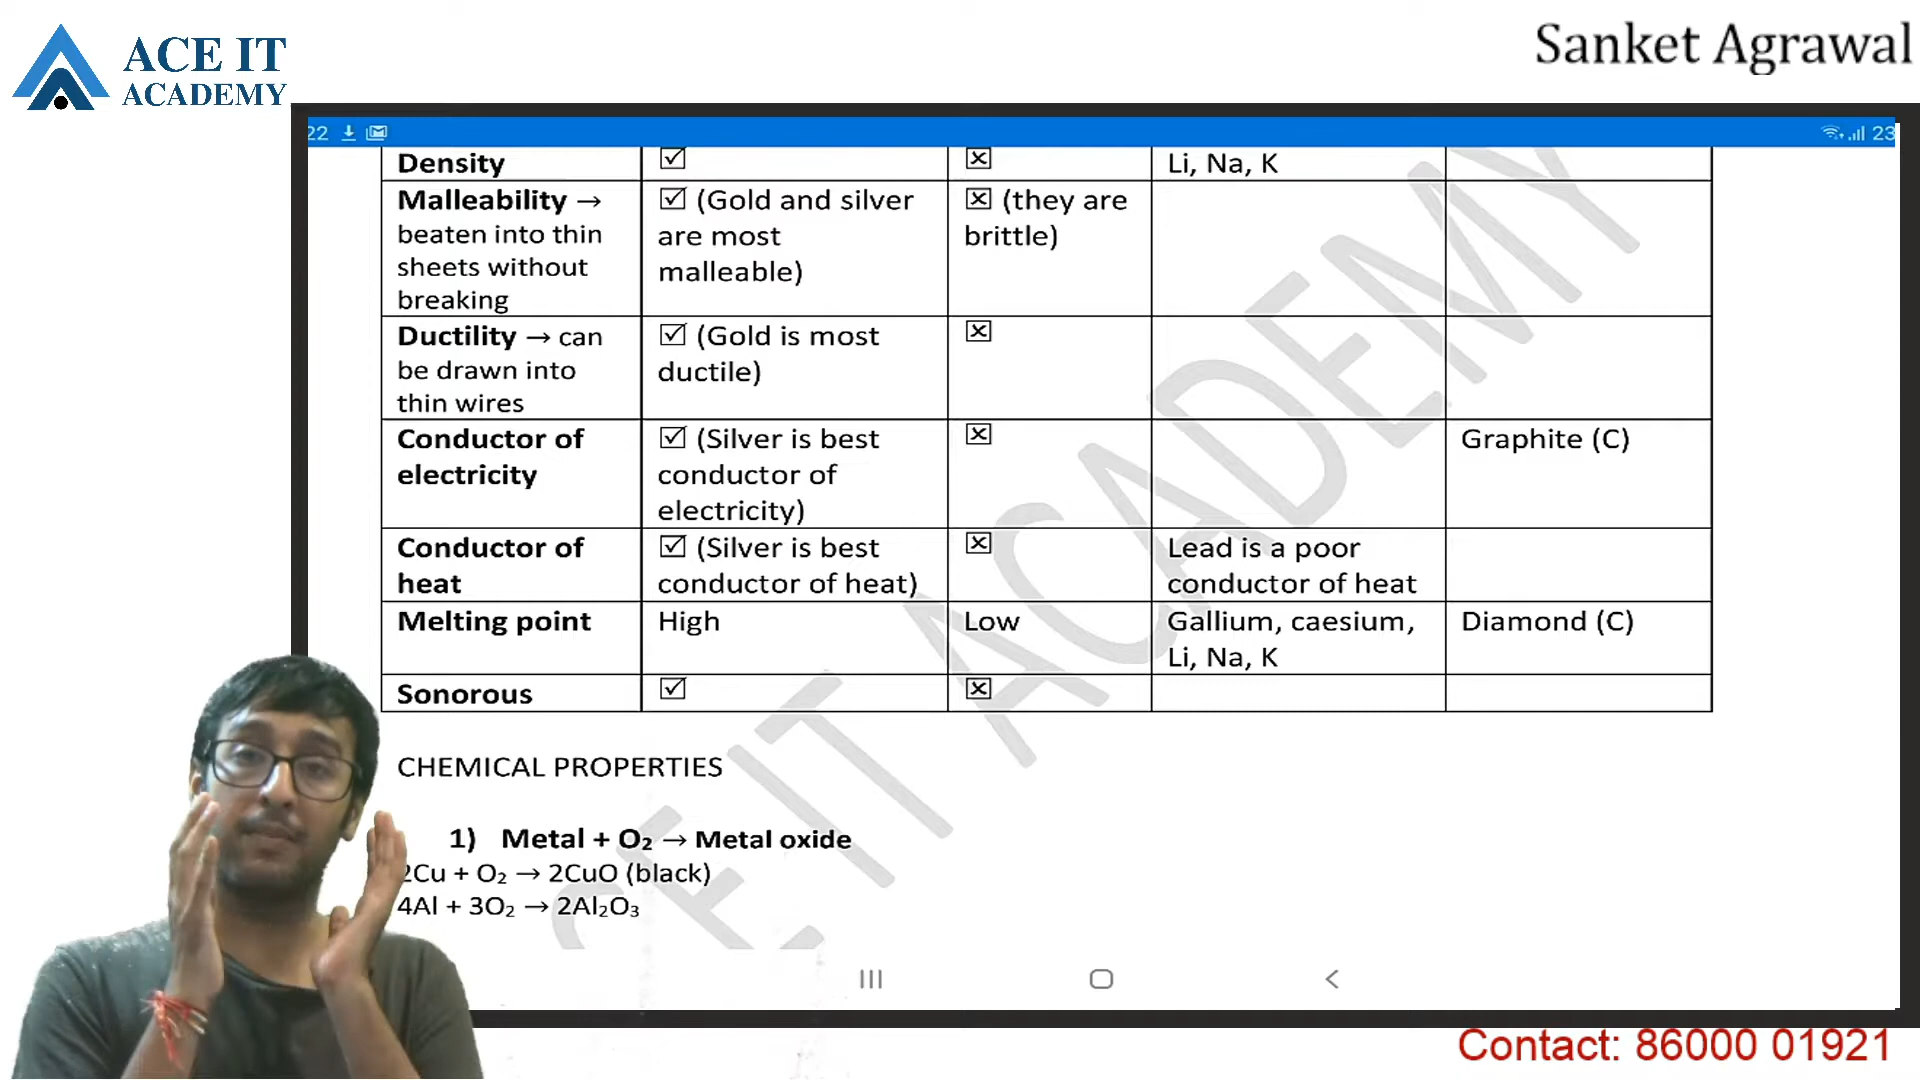 ACE IT
ACADEMY
Sanket Agrawal
22
23
Density ☑ ☒ Li, Na, K
Malleability → beaten into thin sheets without breaking
☑ (Gold and silver are most malleable)
☒ (they are brittle)
Ductility → can be drawn into thin wires
☑ (Gold is most ductile)
☒
Conductor of electricity
☑ (Silver is best conductor of electricity)
☒
Graphite (C)
Conductor of heat
☑ (Silver is best conductor of heat)
☒
Lead is a poor conductor of heat
Melting point
High
Low
Gallium, caesium, Li, Na, K
Diamond (C)
Sonorous ☑ ☒
CHEMICAL PROPERTIES
1) Metal + O₂ → Metal oxide
2Cu + O₂ → 2CuO (black)
4Al + 3O₂ → 2Al₂O₃
CE IT ACADEMY
Contact: 86000 01921